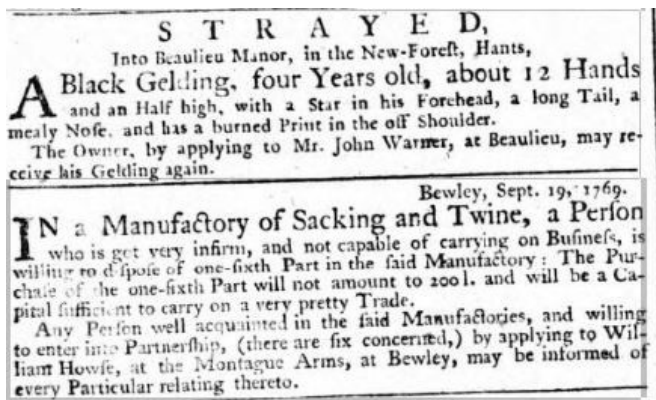 STRAYED,
Into Beaulieu Manor, in the New-Forest, Hants,
A Black Gelding, four Years old, about 12 Hands
and an Half high, with a Star in his Forehead, a long Tail, a
mealy Nose, and has a burned Print in the off Shoulder.
The Owner, by applying to Mr. John Warner, at Beaulieu, may re-
ceive his Gelding again.
Bewley, Sept. 19, 1769.
IN a Manufactory of Sacking and Twine, a Person
who is got very infirm, and not capable of carrying on Business, is
willing to dispose of one-sixth Part in the said Manufactory: The Pur-
chase of the one-sixth Part will not amount to 200l. and will be a Ca-
pital sufficient to carry on a very pretty Trade.
Any Person well acquainted in the said Manufactories, and willing
to enter into Partnership, (there are six concerned,) by applying to Wil-
liam Howse, at the Montague Arms, at Bewley, may be informed of
every Particular relating thereto.